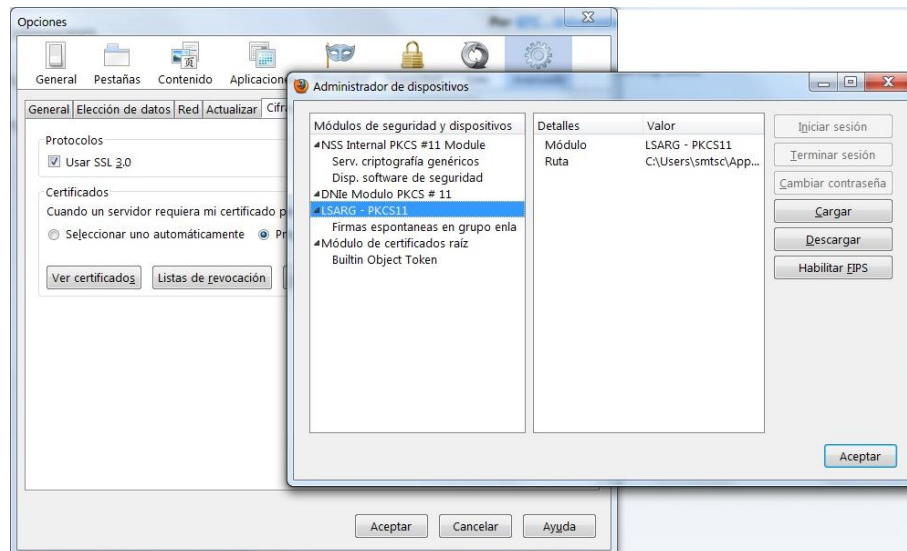 Opciones
General Pestañas Contenido Aplicacione
General Elección de datos Red Actualizar Cifr
Protocolos
Usar SSL 3.0
Certificados
Cuando un servidor requiera mi certificado p
Seleccionar uno automáticamente Pr
Ver certificados Listas de revocación
Aceptar Cancelar Ayuda
Administrador de dispositivos
Módulos de seguridad y dispositivos
NSS Internal PKCS #11 Module
Serv. criptografía genéricos
Disp. software de seguridad
DNIe Modulo PKCS # 11
LSARG - PKCS11
Firmas espontaneas en grupo enla
Módulo de certificados raíz
Builtin Object Token
Detalles Valor
Módulo LSARG - PKCS11
Ruta C:\Users\smtsc\App...
Iniciar sesión
Terminar sesión
Cambiar contraseña
Cargar
Descargar
Habilitar FIPS
Aceptar